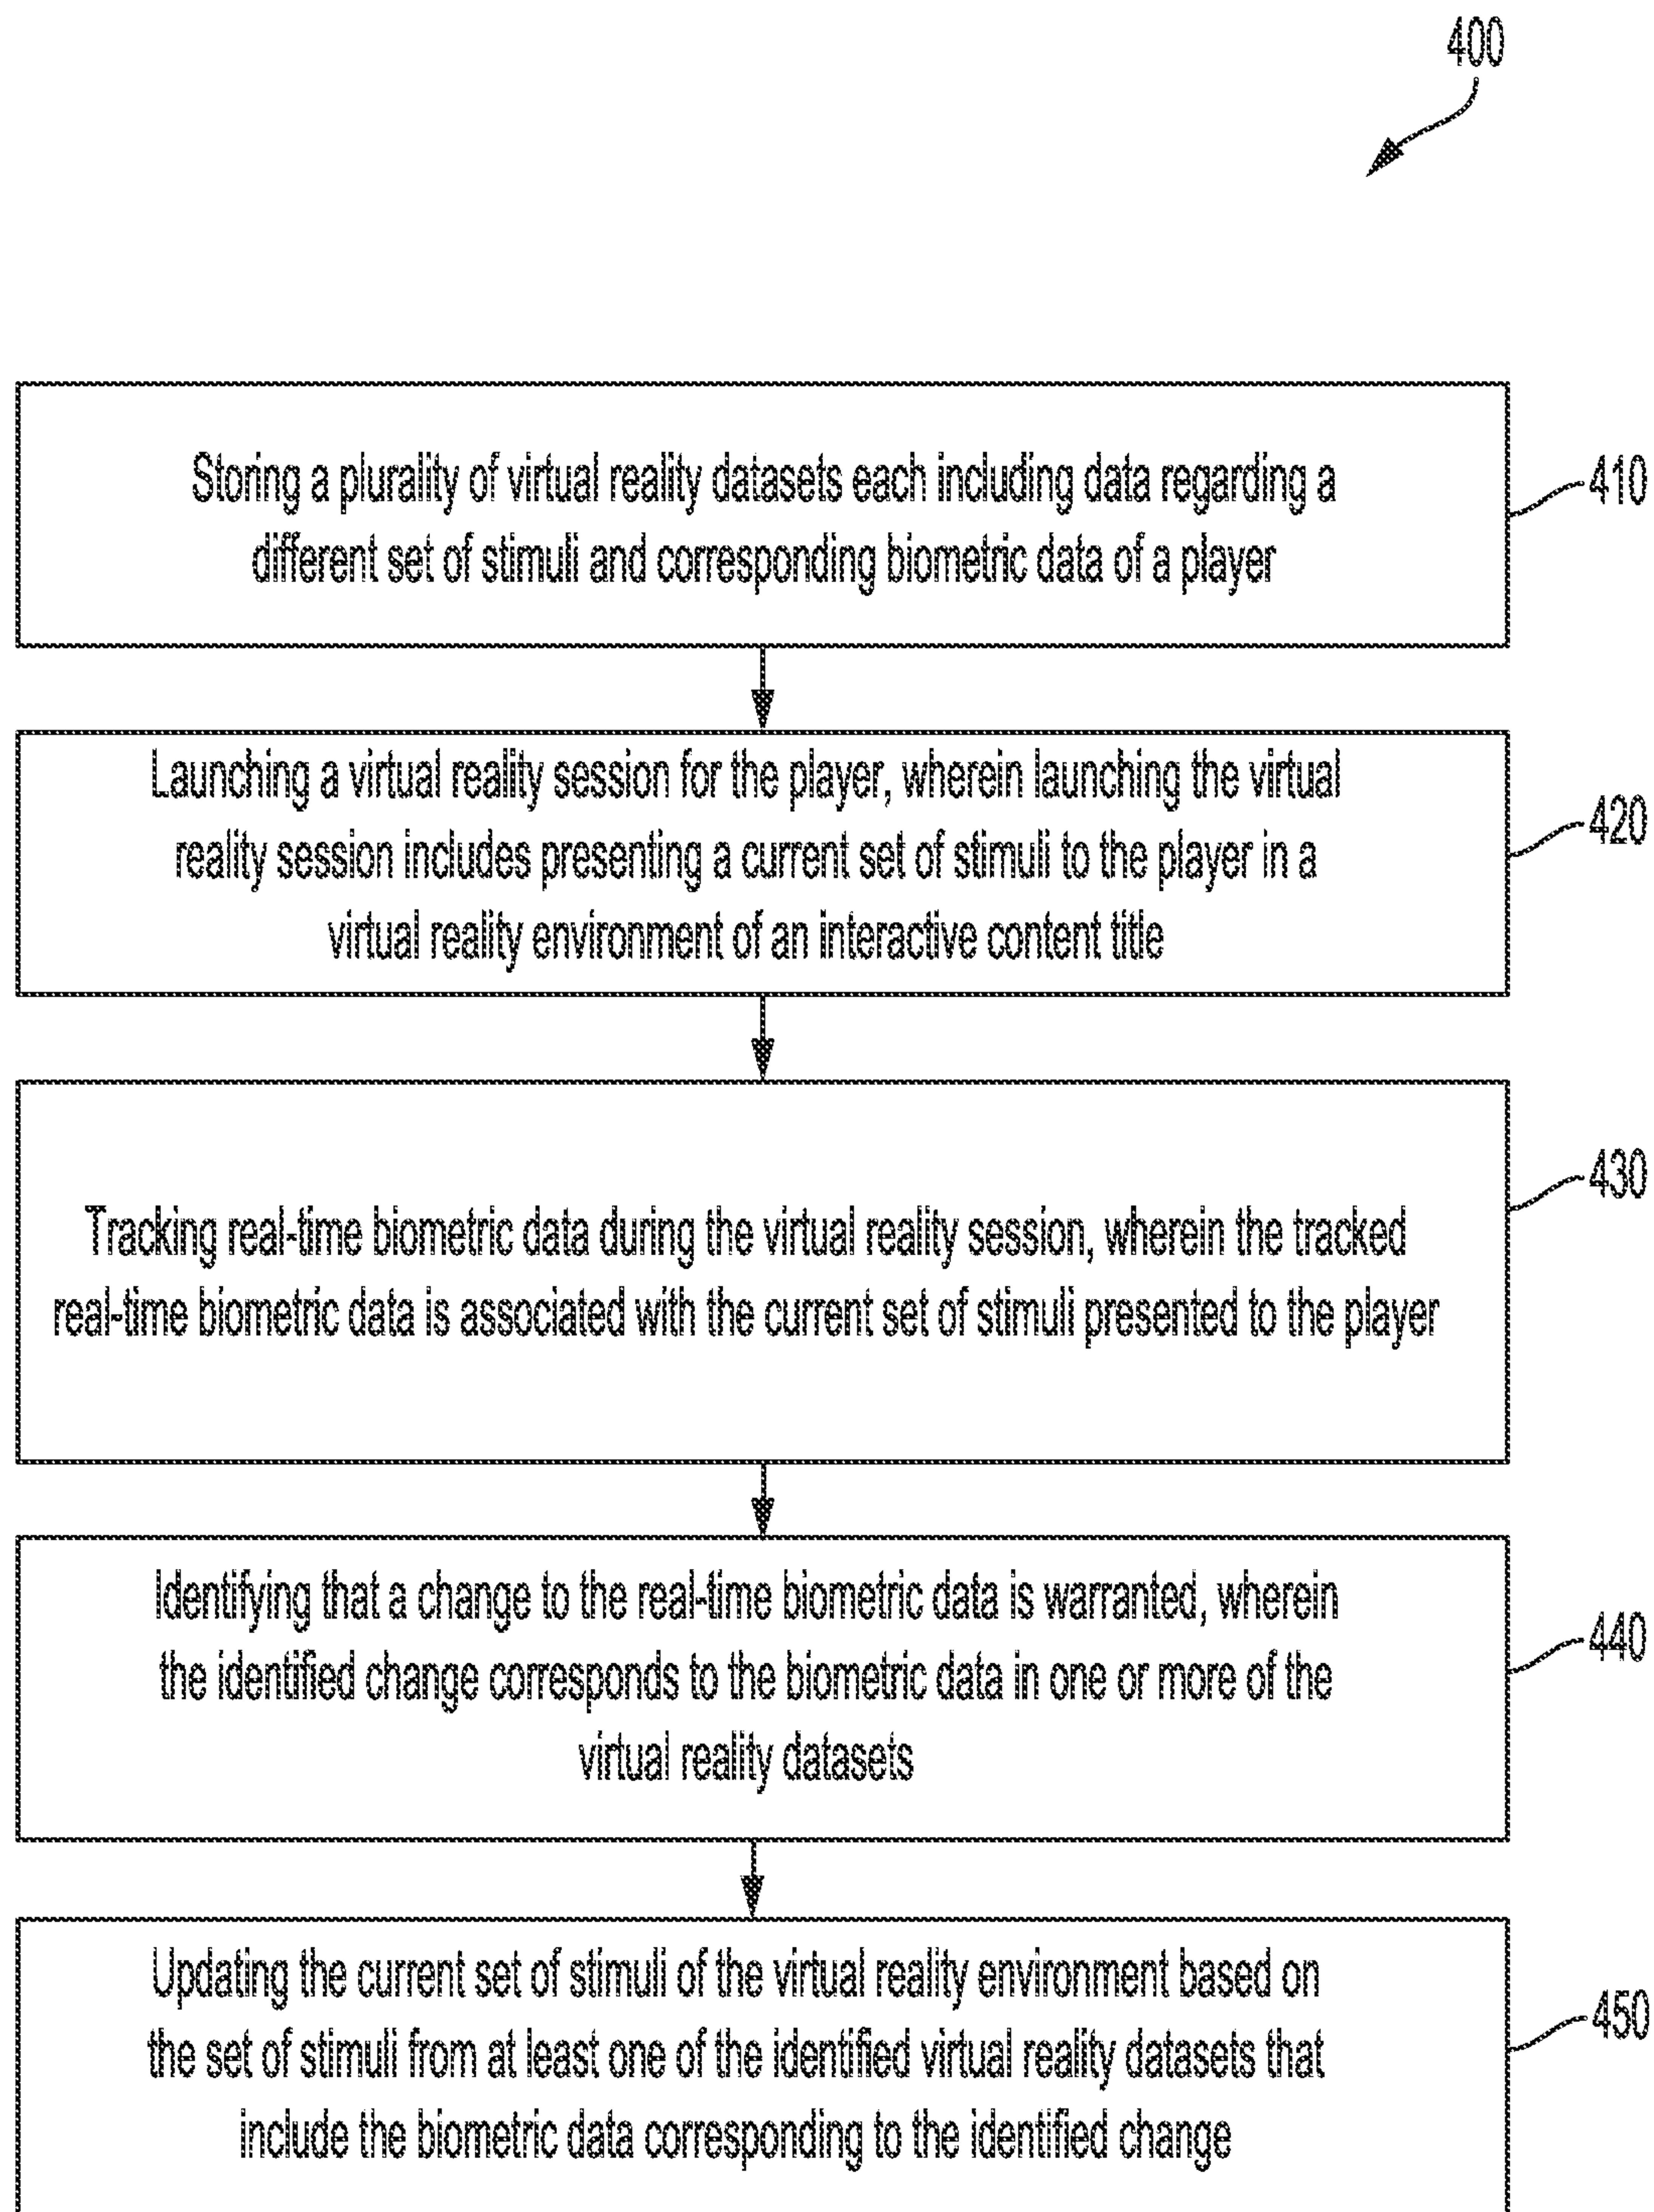 400
Storing a plurality of virtual reality datasets each including data regarding a
different set of stimuli and corresponding biometric data of a player
410
Launching a virtual reality session for the player, wherein launching the virtual
reality session includes presenting a current set of stimuli to the player in a
virtual reality environment of an interactive content title
420
Tracking real-time biometric data during the virtual reality session, wherein the tracked
real-time biometric data is associated with the current set of stimuli presented to the player
430
Identifying that a change to the real-time biometric data is warranted, wherein
the identified change corresponds to the biometric data in one or more of the
virtual reality datasets
440
Updating the current set of stimuli of the virtual reality environment based on
the set of stimuli from at least one of the identified virtual reality datasets that
include the biometric data corresponding to the identified change
450